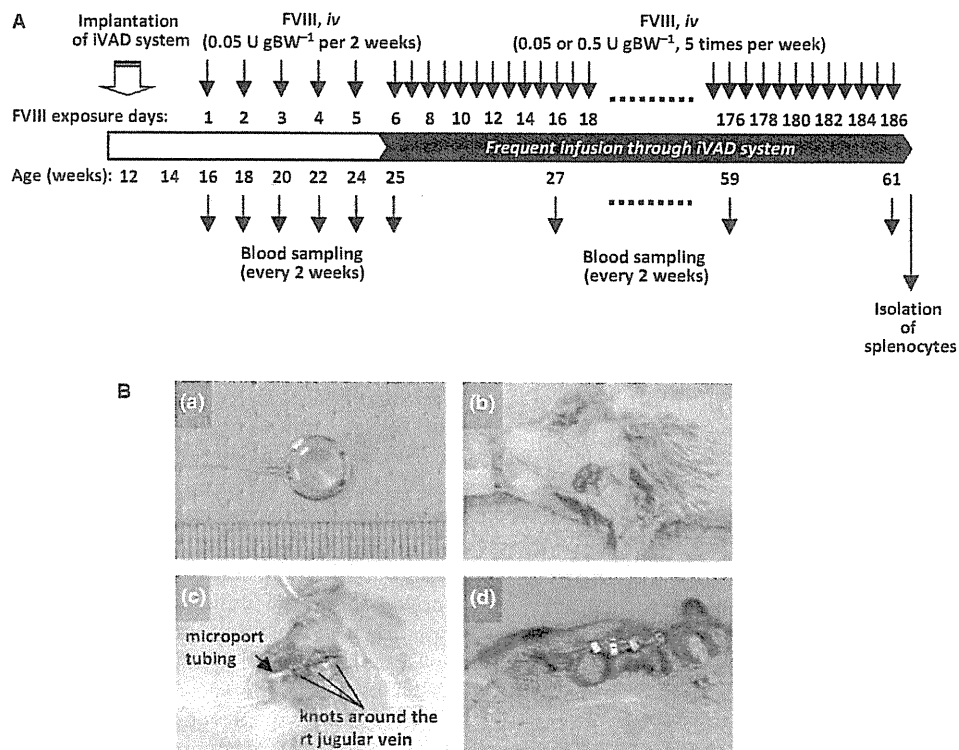 A
Implantation
of iVAD system
FVIII, iv
(0.05 U gBW⁻¹ per 2 weeks)
FVIII, iv
(0.05 or 0.5 U gBW⁻¹, 5 times per week)
FVIII exposure days: 1 2 3 4 5 6 8 10 12 14 16 18 176 178 180 182 184 186
Frequent infusion through iVAD system
Age (weeks): 12 14 16 18 20 22 24 25 27 59 61
Blood sampling
(every 2 weeks)
Blood sampling
(every 2 weeks)
Isolation
of
splenocytes
B
(a)
(b)
(c)
microport
tubing
knots around the
rt jugular vein
(d)